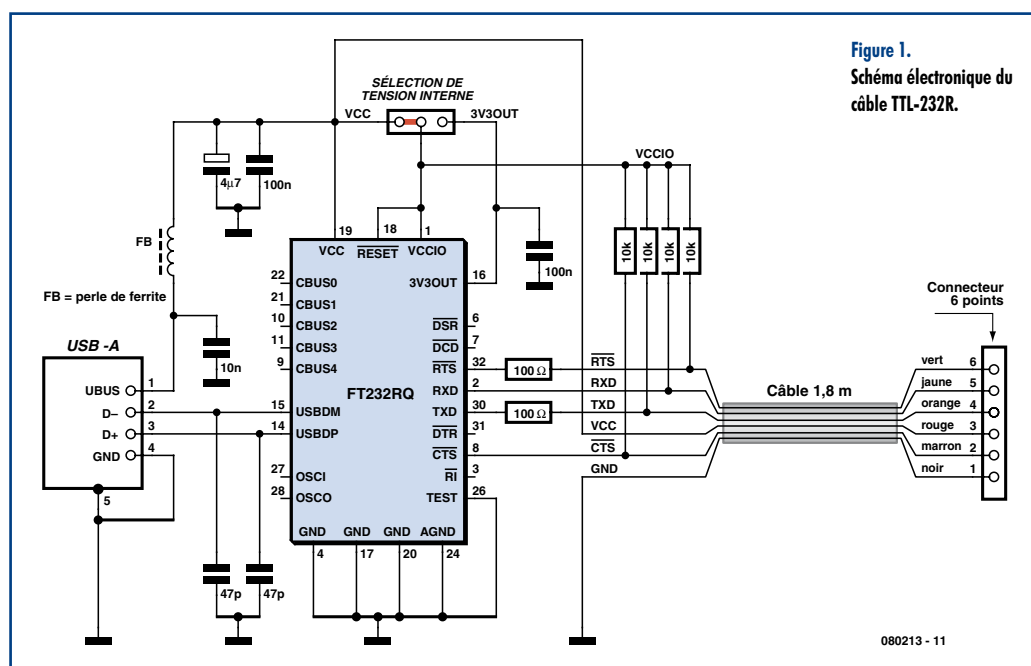 Figure 1.
Schéma électronique du
câble TTL-232R.
SÉLECTION DE
TENSION INTERNE
VCC
3V3OUT
VCCIO
4µ7
100n
FB
FB = perle de ferrite
10n
100n
10k
10k
10k
10k
19
18
1
VCC
RESET
VCCIO
22
CBUS0
21
CBUS1
10
CBUS2
11
CBUS3
9
CBUS4
15
USBDM
14
USBDP
27
OSCI
28
OSCO
FT232RQ
3V3OUT
16
DSR
6
DCD
7
RTS
32
RXD
2
TXD
30
DTR
31
CTS
8
RI
3
TEST
26
GND
GND
GND
AGND
4
17
20
24
USB -A
UBUS
1
D–
2
D+
3
GND
4
5
47p
47p
100 Ω
100 Ω
RTS
RXD
TXD
VCC
CTS
GND
Câble 1,8 m
Connecteur
6 points
vert
6
jaune
5
orange
4
rouge
3
marron
2
noir
1
080213 - 11